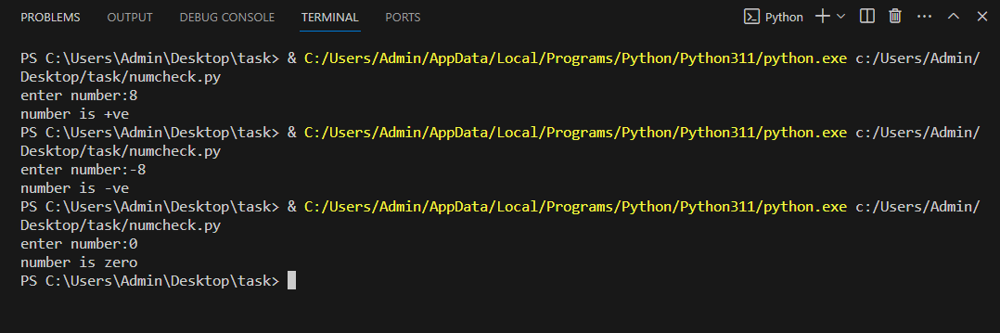 PROBLEMS OUTPUT DEBUG CONSOLE TERMINAL PORTS Python
PS C:\Users\Admin\Desktop\task> & C:/Users/Admin/AppData/Local/Programs/Python/Python311/python.exe c:/Users/Admin/
Desktop/task/numcheck.py
enter number:8
number is +ve
PS C:\Users\Admin\Desktop\task> & C:/Users/Admin/AppData/Local/Programs/Python/Python311/python.exe c:/Users/Admin/
Desktop/task/numcheck.py
enter number:-8
number is -ve
PS C:\Users\Admin\Desktop\task> & C:/Users/Admin/AppData/Local/Programs/Python/Python311/python.exe c:/Users/Admin/
Desktop/task/numcheck.py
enter number:0
number is zero
PS C:\Users\Admin\Desktop\task>